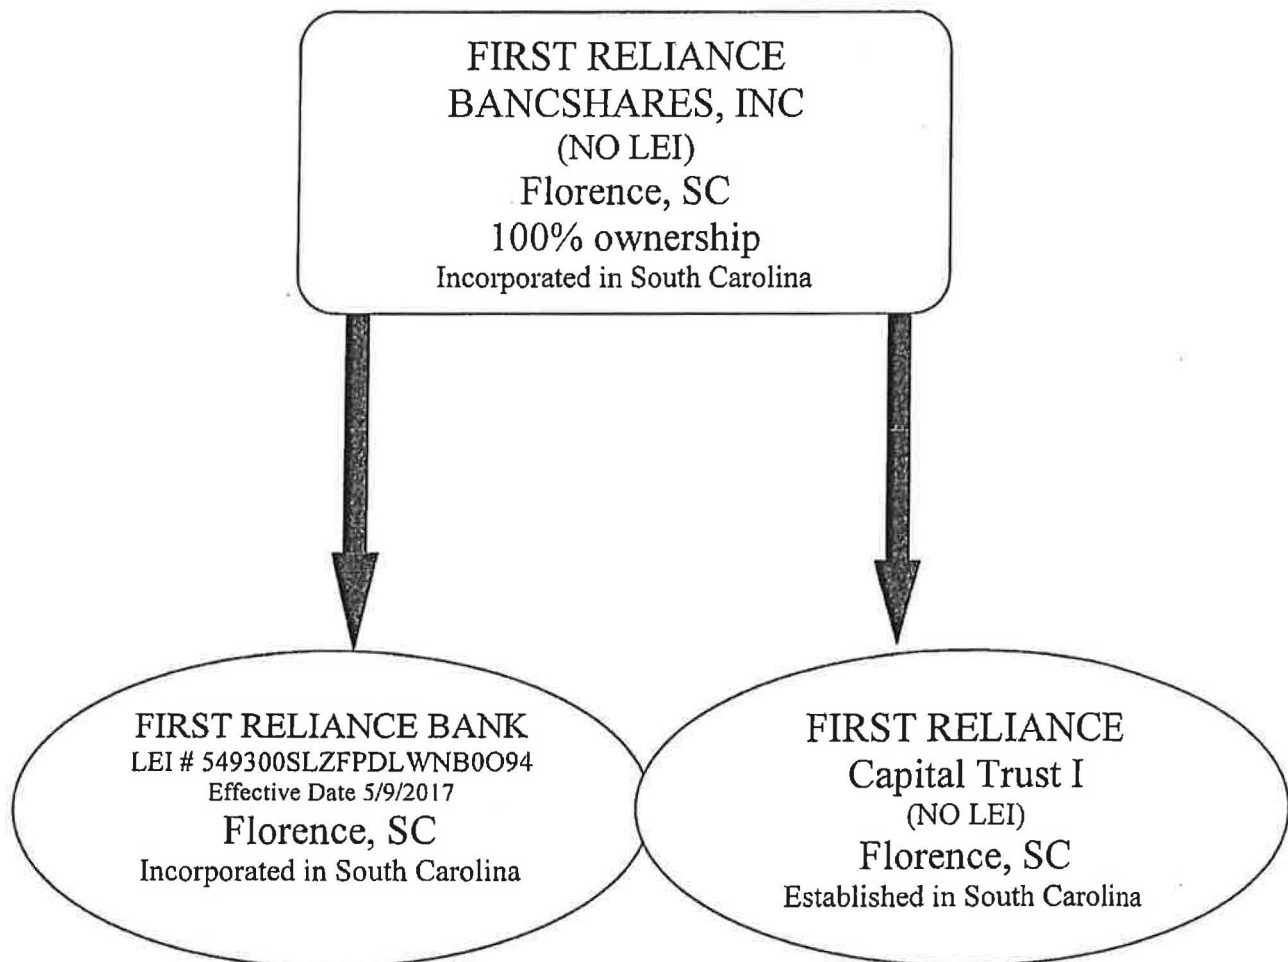 FIRST RELIANCE
BANCSHARES, INC
(NO LEI)
Florence, SC
100% ownership
Incorporated in South Carolina
FIRST RELIANCE BANK
LEI # 549300SLZFPDLWNB0O94
Effective Date 5/9/2017
Florence, SC
Incorporated in South Carolina
FIRST RELIANCE
Capital Trust I
(NO LEI)
Florence, SC
Established in South Carolina